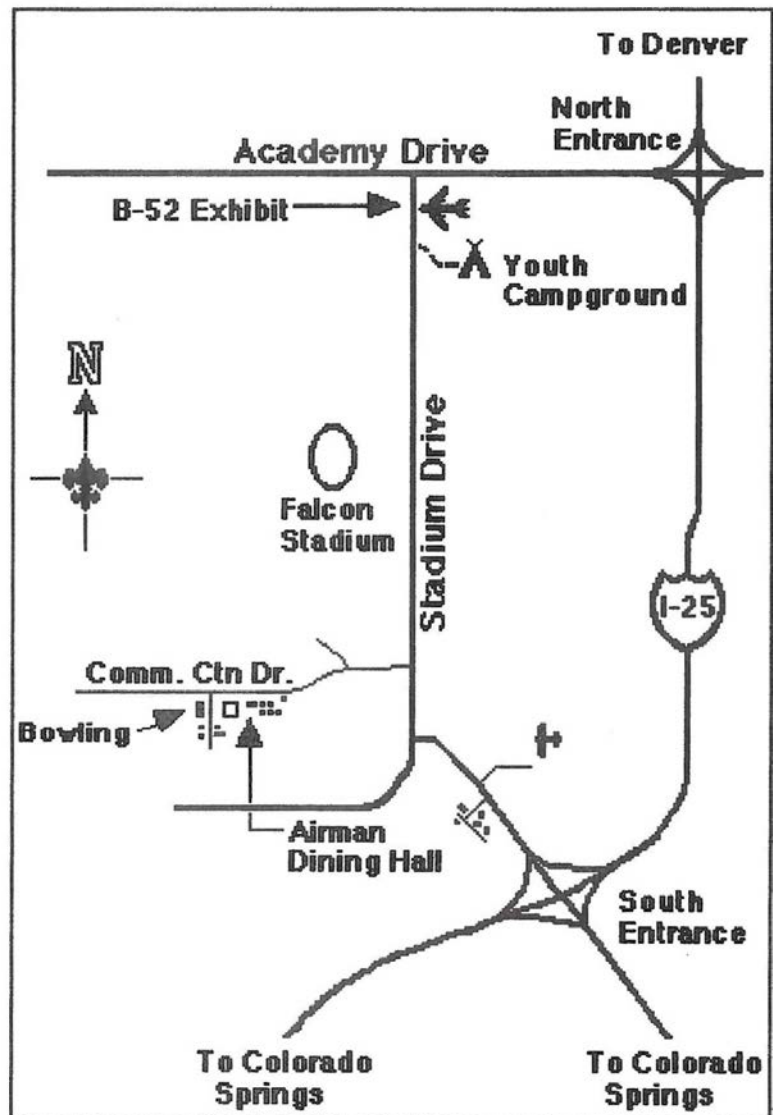 To Denver
North
Entrance
Academy Drive
B-52 Exhibit
Youth
Campground
N
Stadium Drive
Falcon
Stadium
I-25
Comm. Ctn Dr.
Bowling
Airman
Dining Hall
South
Entrance
To Colorado
Springs
To Colorado
Springs